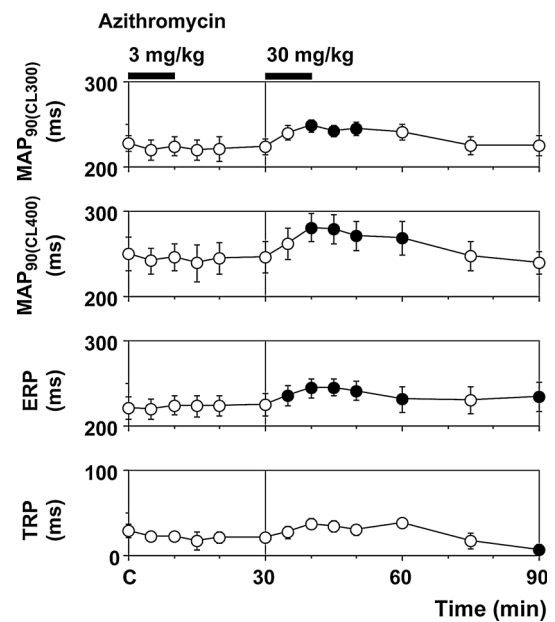 Azithromycin
3 mg/kg
30 mg/kg
MAP90(CL300)
(ms)
300
200
MAP90(CL400)
(ms)
300
200
ERP
(ms)
300
200
TRP
(ms)
100
0
C
30
60
90
Time (min)